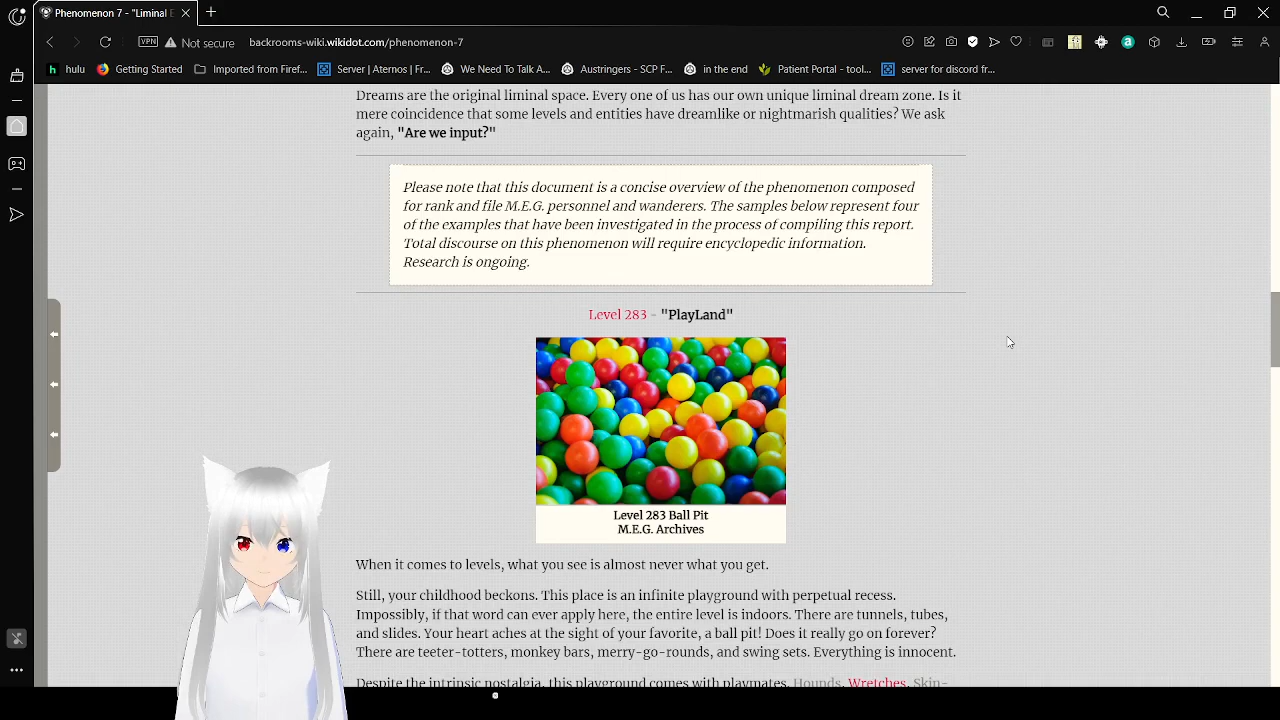 Phenomenon 7 - "Liminal E
VPN
Not secure
backrooms-wiki.wikidot.com/phenomenon-7
h
hulu
Getting Started
Imported from Firef...
Server | Aternos | Fr...
We Need To Talk A...
Austringers - SCP F...
in the end
Patient Portal - tool...
server for discord fr...
Dreams are the original liminal space. Every one of us has our own unique liminal dream zone. Is it
mere coincidence that some levels and entities have dreamlike or nightmarish qualities? We ask
again, "Are we input?"
Please note that this document is a concise overview of the phenomenon composed
for rank and file M.E.G. personnel and wanderers. The samples below represent four
of the examples that have been investigated in the process of compiling this report.
Total discourse on this phenomenon will require encyclopedic information.
Research is ongoing.
Level 283 - "PlayLand"
Level 283 Ball Pit
M.E.G. Archives
When it comes to levels, what you see is almost never what you get.
Still, your childhood beckons. This place is an infinite playground with perpetual recess.
Impossibly, if that word can ever apply here, the entire level is indoors. There are tunnels, tubes,
and slides. Your heart aches at the sight of your favorite, a ball pit! Does it really go on forever?
There are teeter-totters, monkey bars, merry-go-rounds, and swing sets. Everything is innocent.
Despite the intrinsic nostalgia, this playground comes with playmates. Hounds, Wretches, Skin-